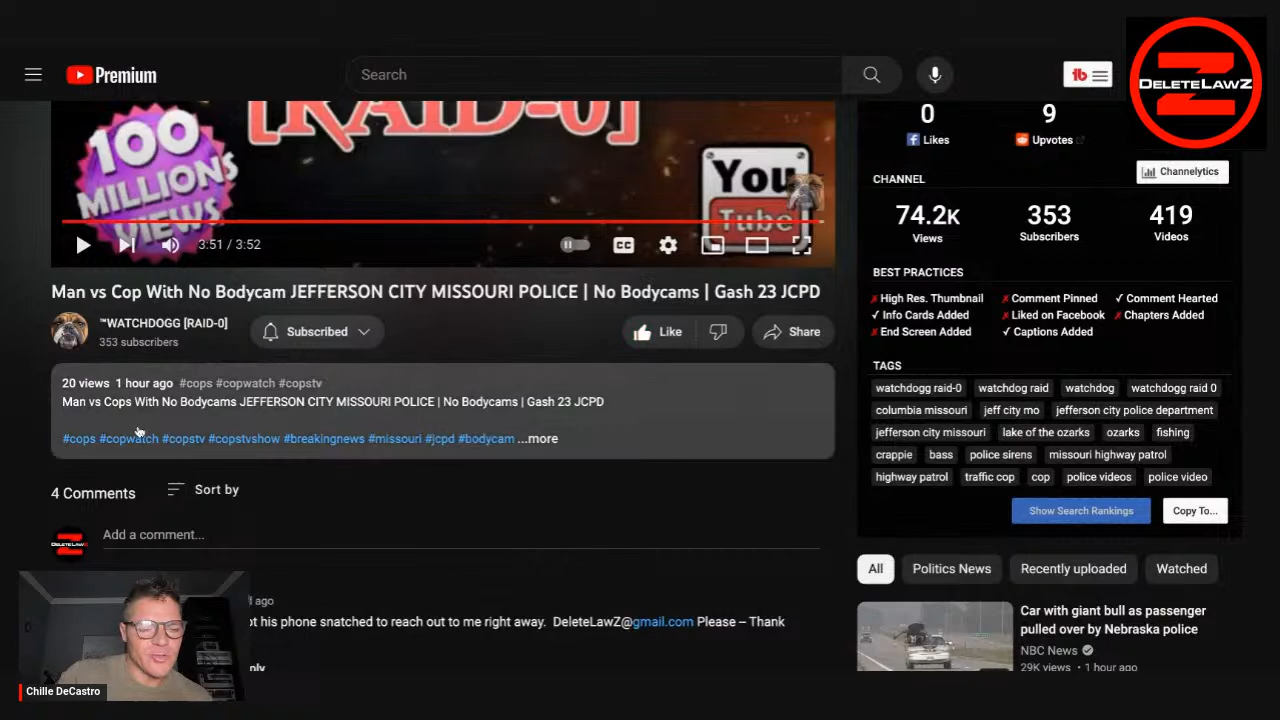 Premium
Search
DELETELAWZ
[RAID-0]
100
MILLIONS
VIEWS
You
Tube
3:51 / 3:52
CC
Man vs Cop With No Bodycam JEFFERSON CITY MISSOURI POLICE | No Bodycams | Gash 23 JCPD
™WATCHDOGG [RAID-0]
353 subscribers
Subscribed
Like
Share
20 views 1 hour ago #cops #copwatch #copstv
Man vs Cops With No Bodycams JEFFERSON CITY MISSOURI POLICE | No Bodycams | Gash 23 JCPD
#cops #copwatch #copstv #copstvshow #breakingnews #missouri #jcpd #bodycam ...more
4 Comments
Sort by
Add a comment...
ago
ot his phone snatched to reach out to me right away. DeleteLawZ@gmail.com Please – Thank
ply
Chille DeCastro
0 9
Likes Upvotes
CHANNEL
Channelytics
74.2K 353 419
Views Subscribers Videos
BEST PRACTICES
✗ High Res. Thumbnail ✗ Comment Pinned ✓ Comment Hearted
✓ Info Cards Added ✗ Liked on Facebook ✗ Chapters Added
✗ End Screen Added ✓ Captions Added
TAGS
watchdogg raid-0 watchdog raid watchdog watchdogg raid 0
columbia missouri jeff city mo jefferson city police department
jefferson city missouri lake of the ozarks ozarks fishing
crappie bass police sirens missouri highway patrol
highway patrol traffic cop cop police videos police video
Show Search Rankings Copy To...
All Politics News Recently uploaded Watched
Car with giant bull as passenger
pulled over by Nebraska police
NBC News
29K views • 1 hour ago